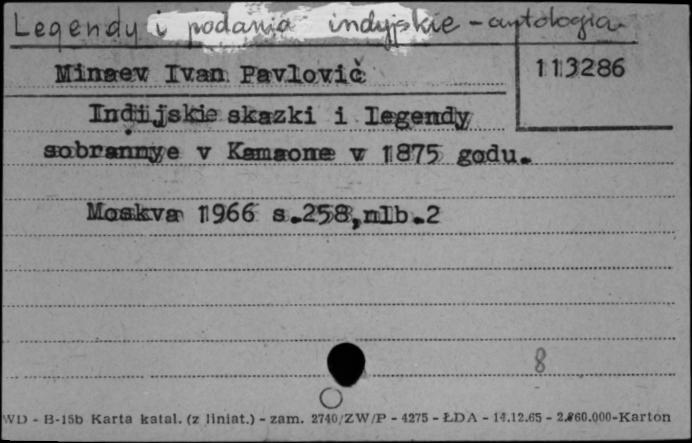 Legendy i podania indyjskie - antologia
Minaev Ivan Pavlovič
113286
Indijskie skazki i legendy
sobrannye v Kamaone v 1875 godu.
Moskva 1966 s.258,nlb.2
8
WD - B-15b Karta katal. (z liniat.) - zam. 2740/ZW/P - 4275 - ŁDA - 14.12.65 - 2.860.000-Karton